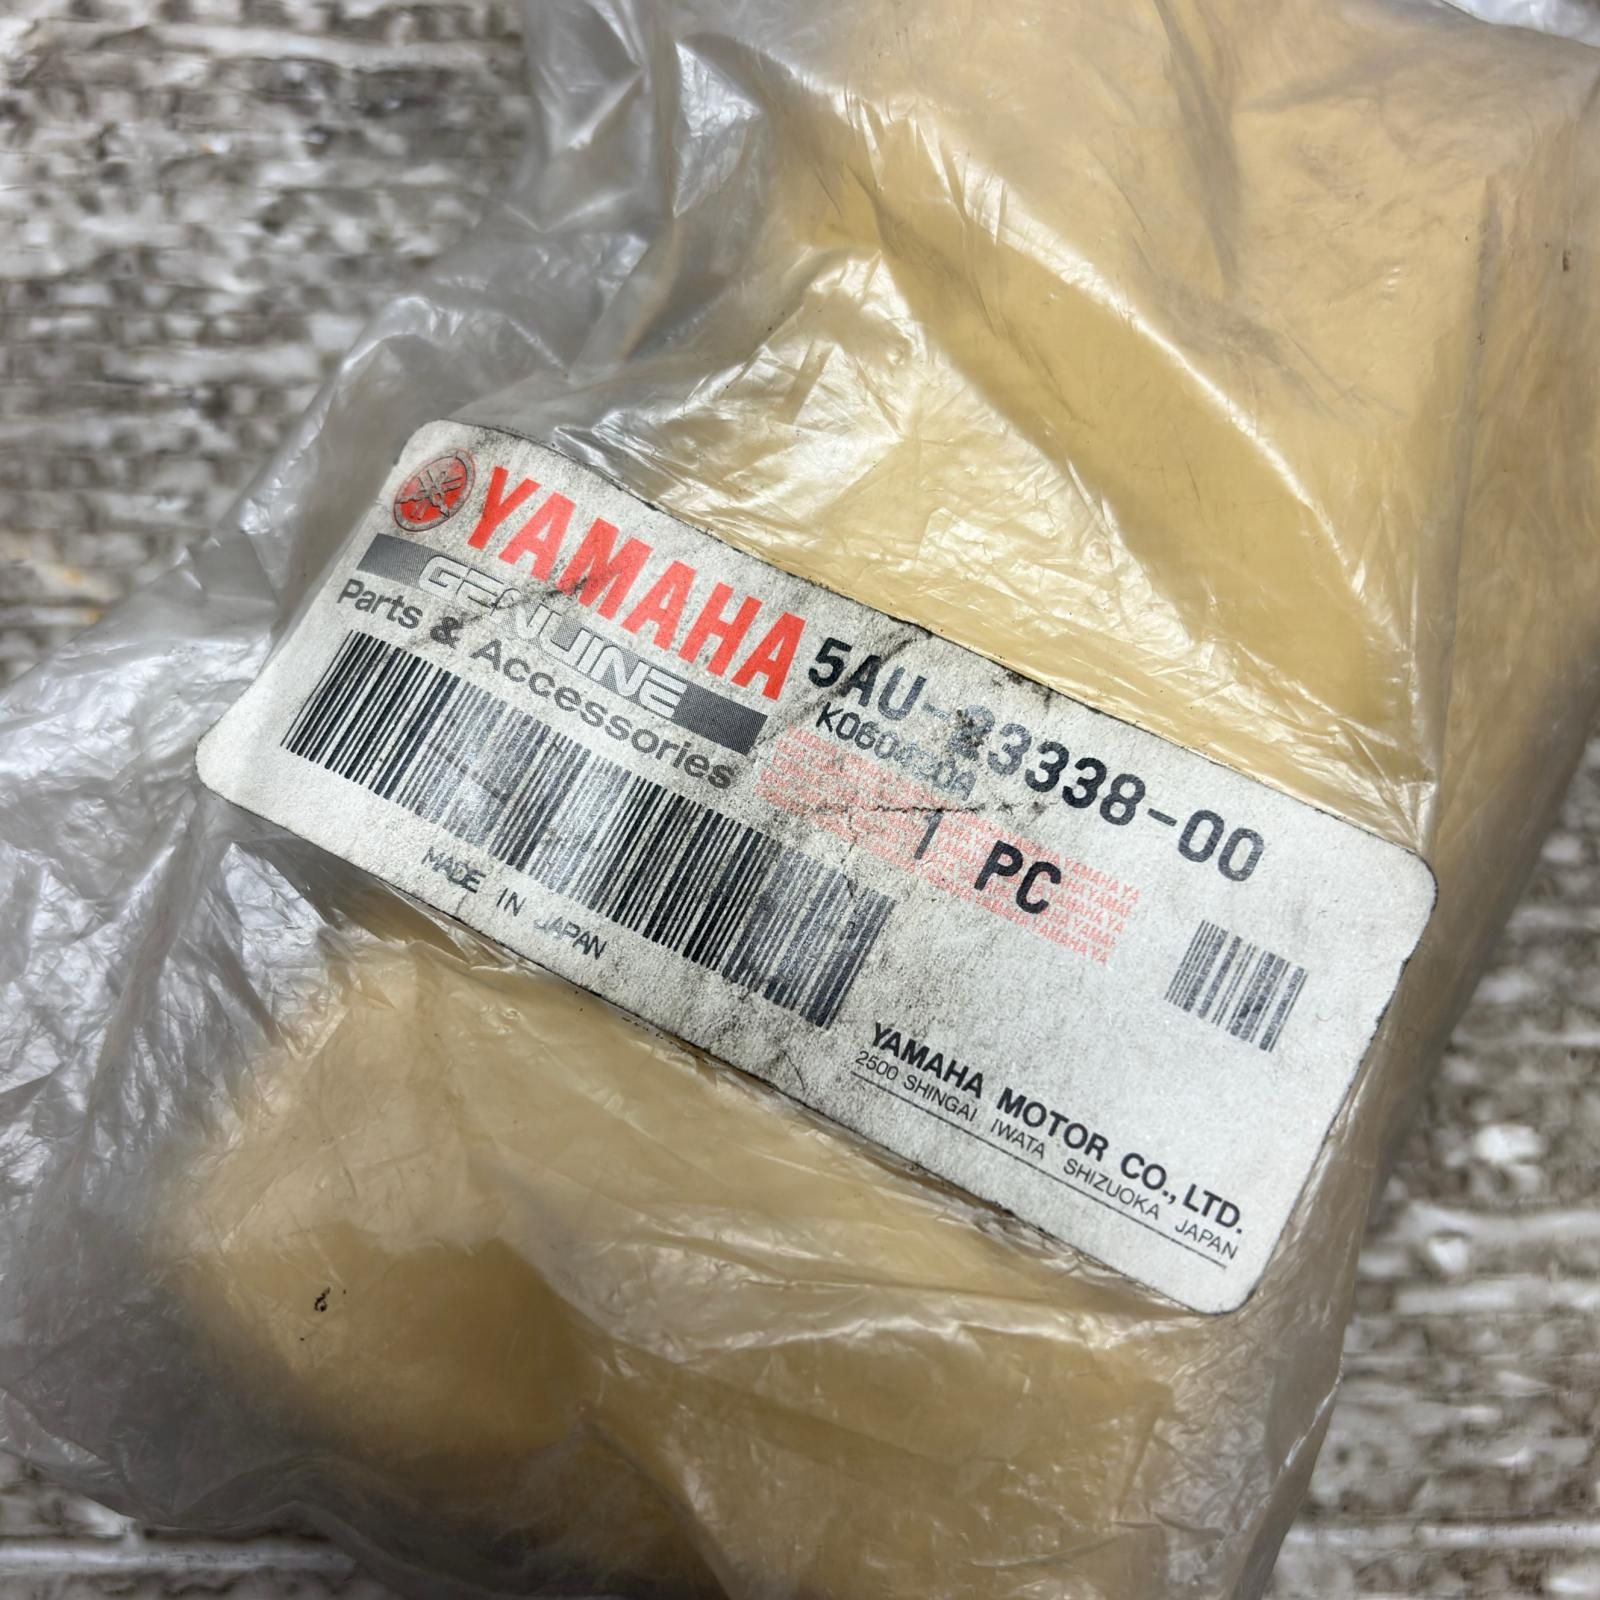 YAMAHA
GENUINE
Parts & Accessories
5AU-23338-00
1 PC
MADE IN JAPAN
YAMAHA MOTOR CO., LTD.
2500 SHINGAI IWATA SHIZUOKA JAPAN